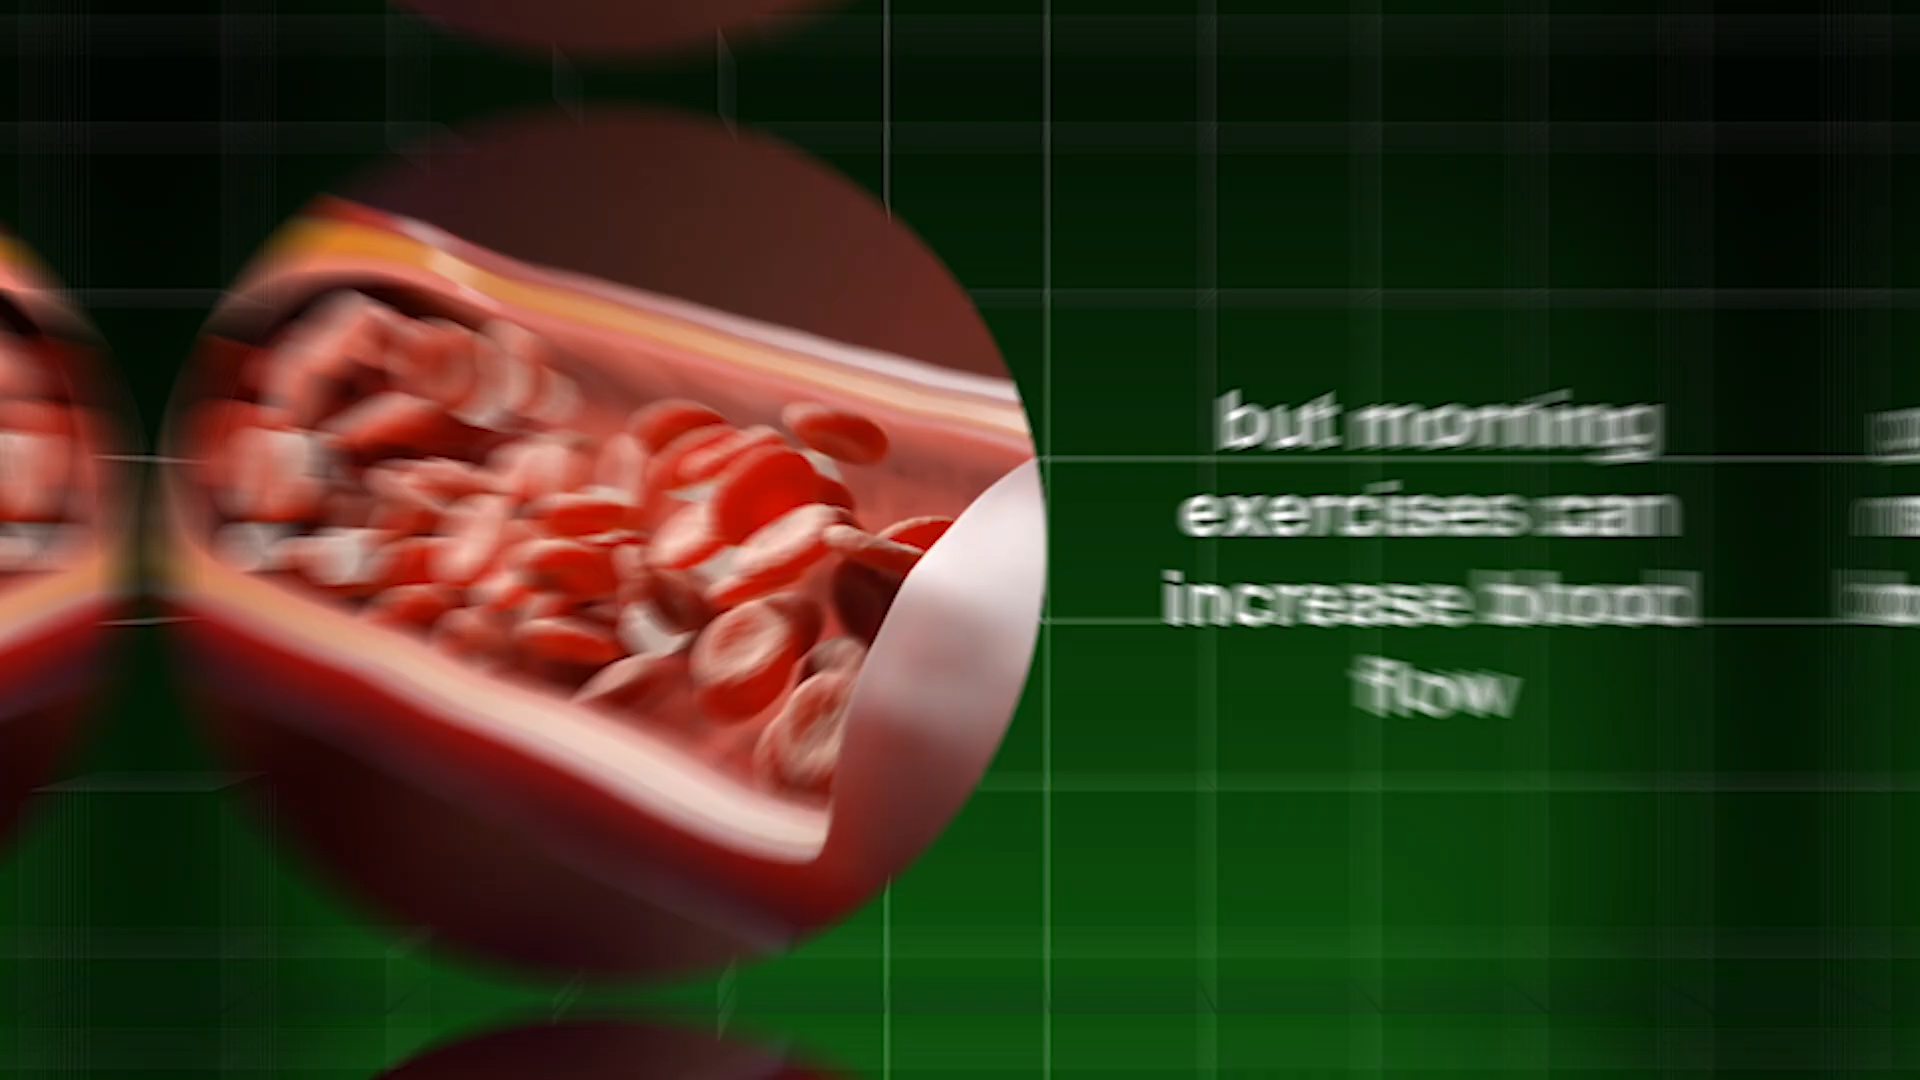 but morning
exercises can
increase blood
flow